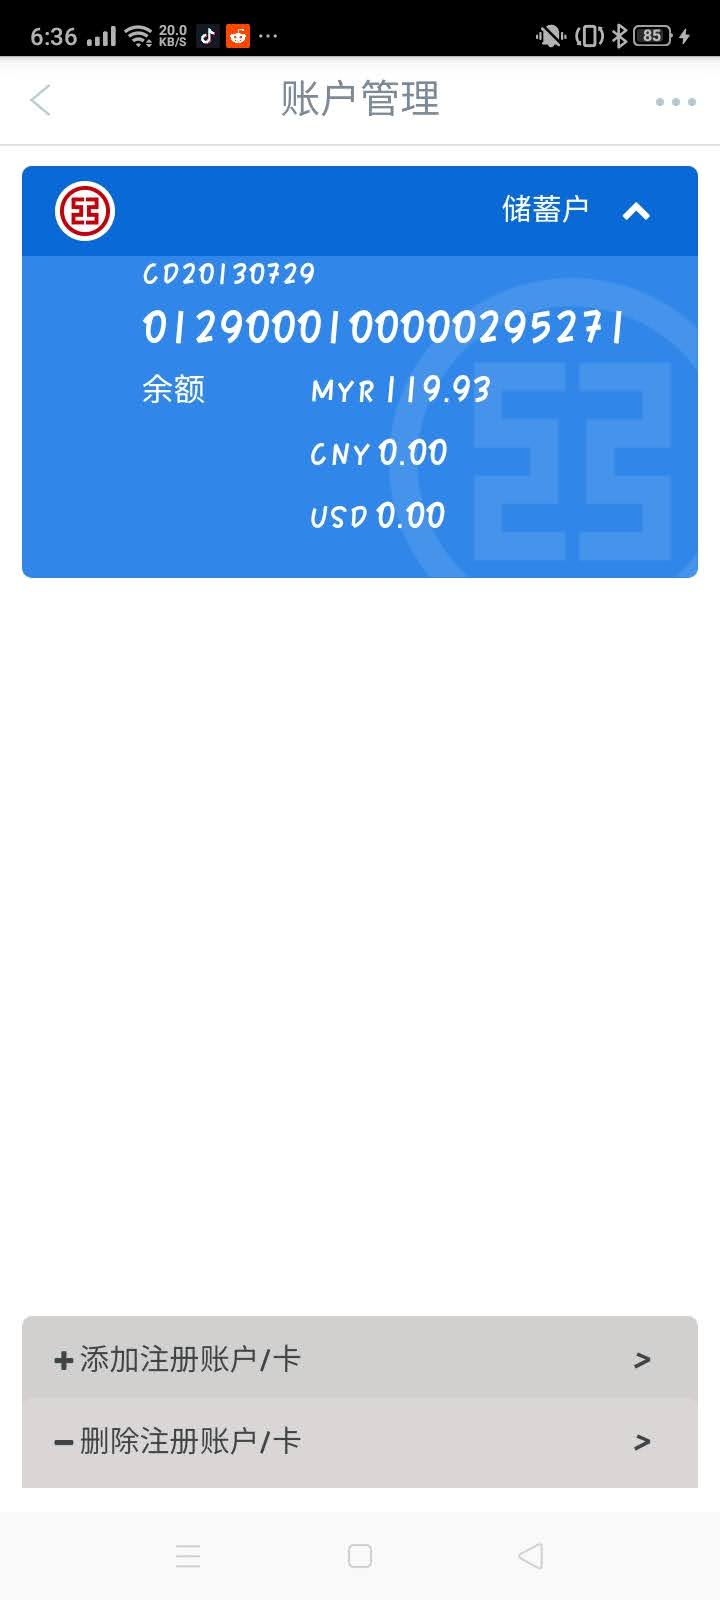 6:36 20.0 KB/S 85
账户管理
储蓄户
CD20130729
0129000100000295271
余额 MYR 119.93
CNY 0.00
USD 0.00
+添加注册账户/卡 >
−删除注册账户/卡 >